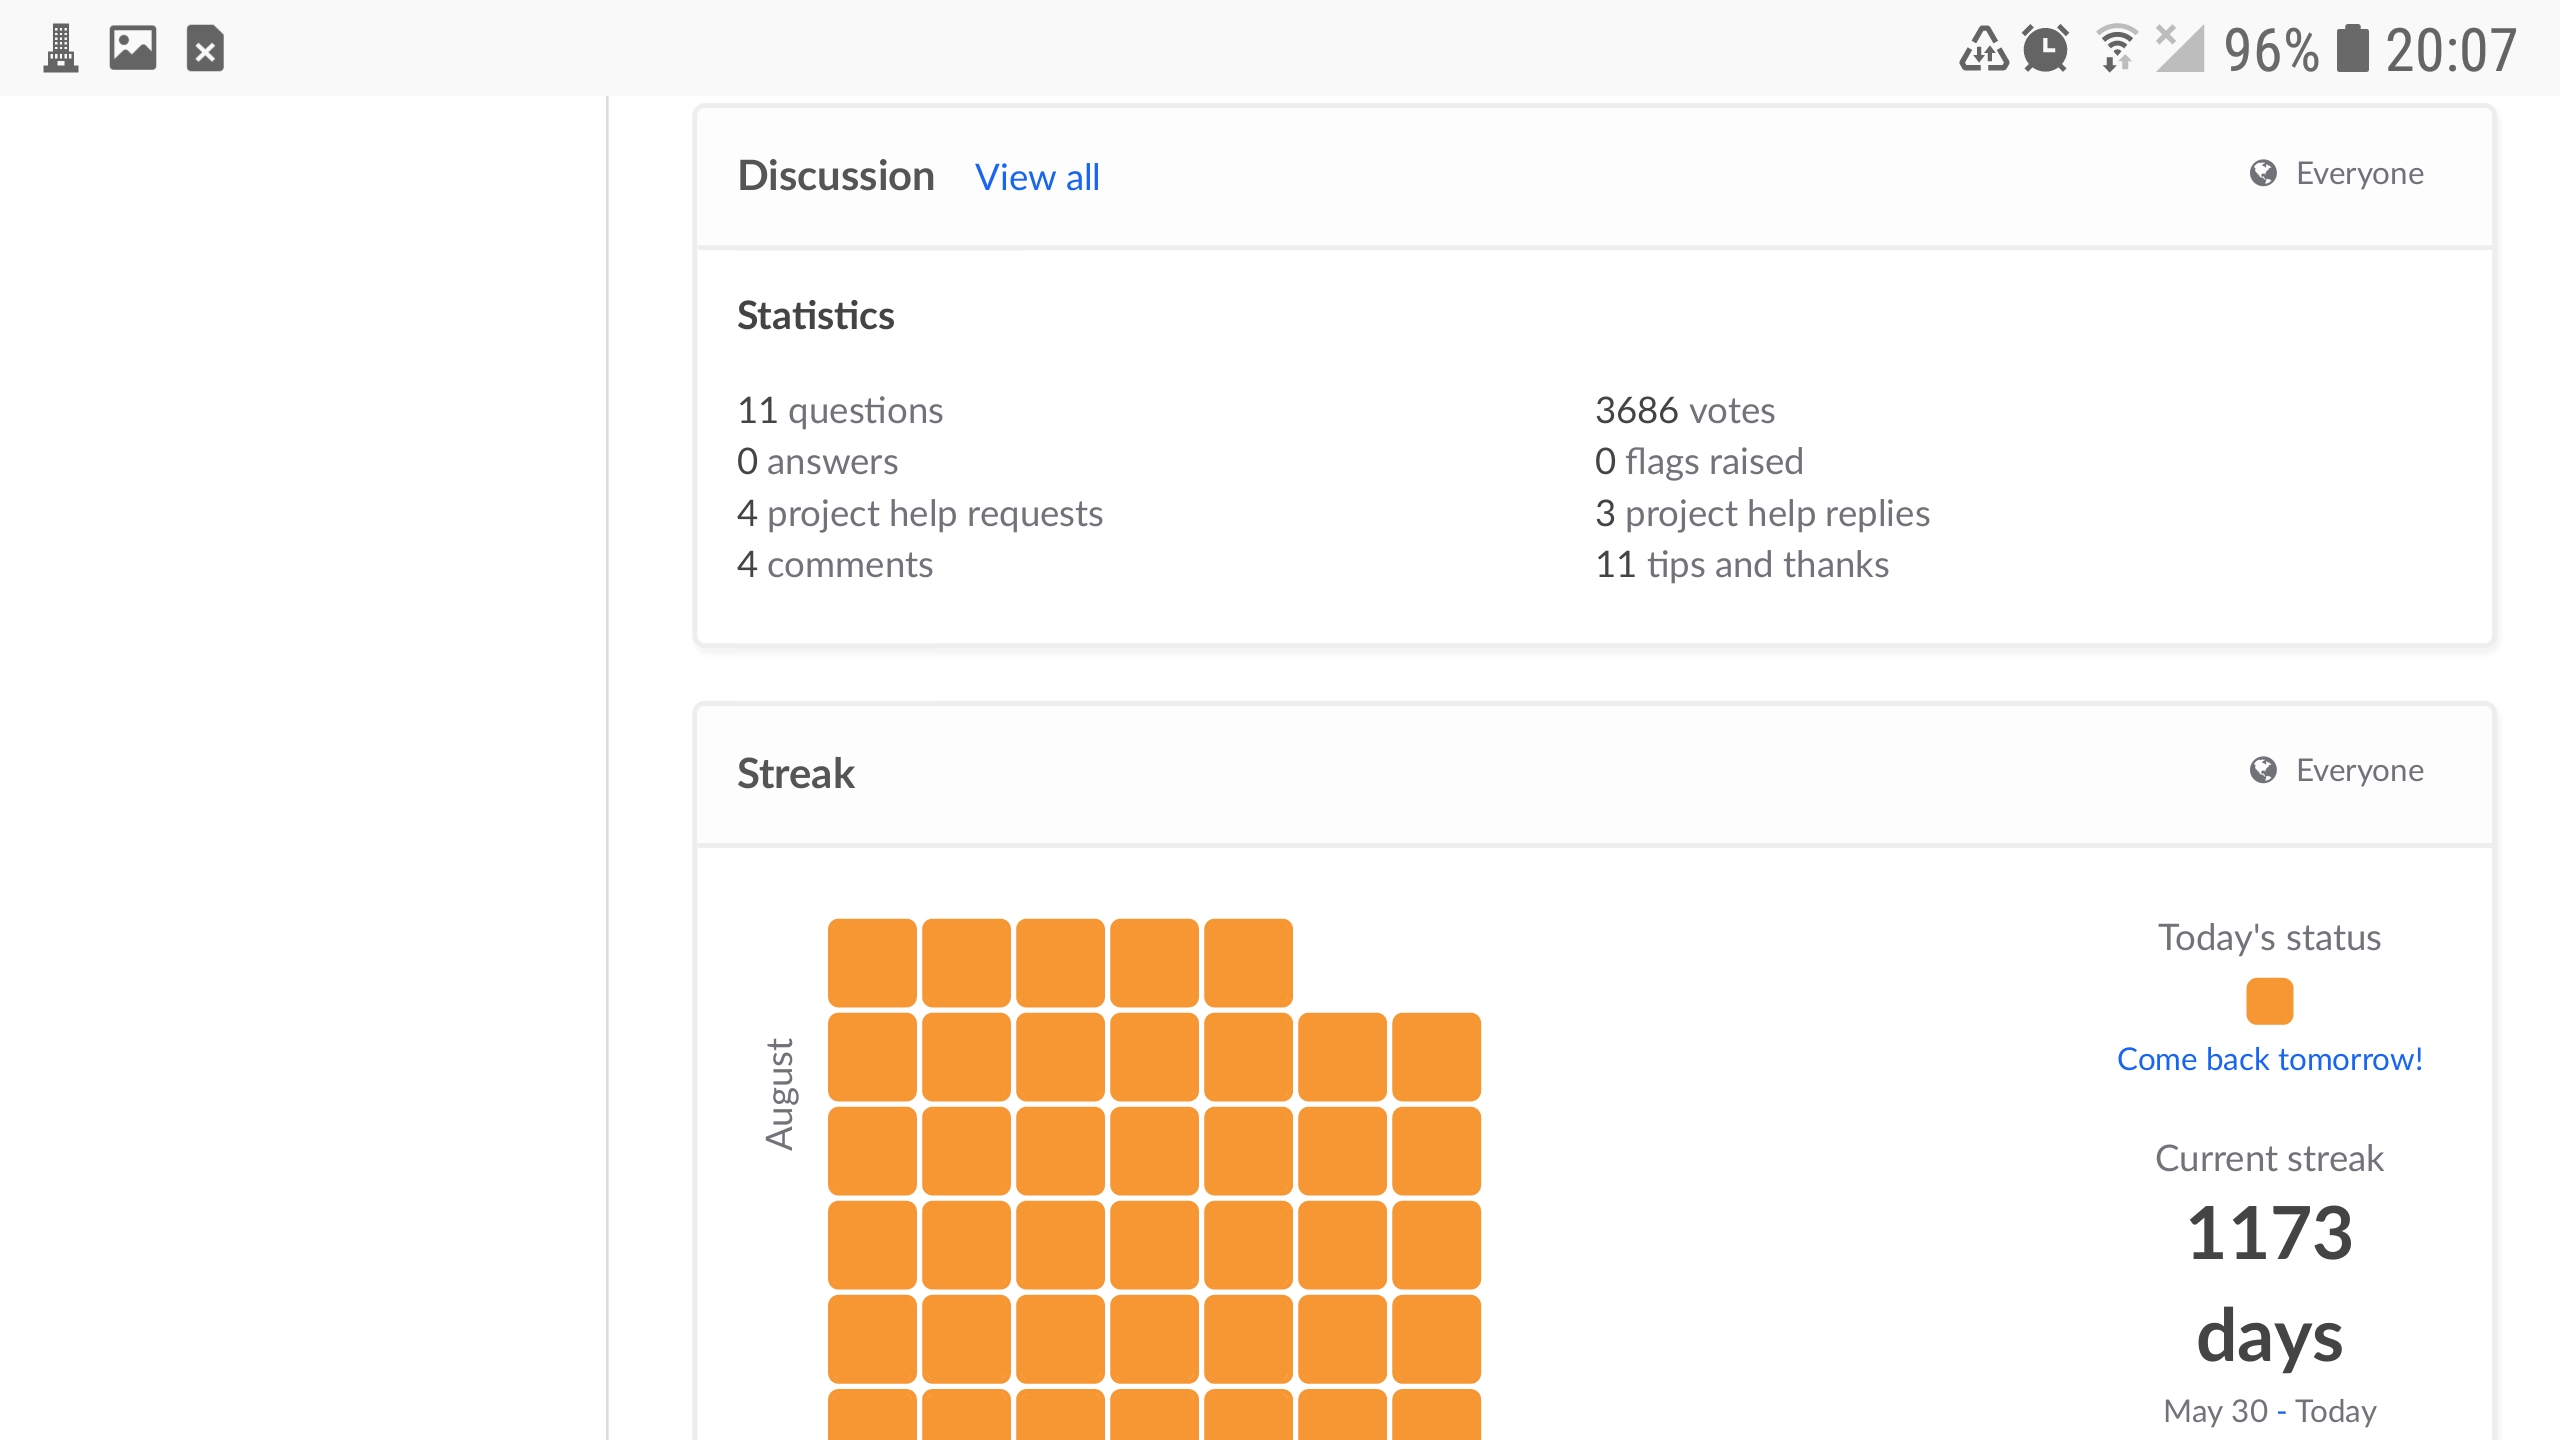 96% 20:07
Discussion View all Everyone
Statistics
11 questions
0 answers
4 project help requests
4 comments
3686 votes
0 flags raised
3 project help replies
11 tips and thanks
Streak Everyone
August
Today's status
Come back tomorrow!
Current streak
1173
days
May 30 - Today